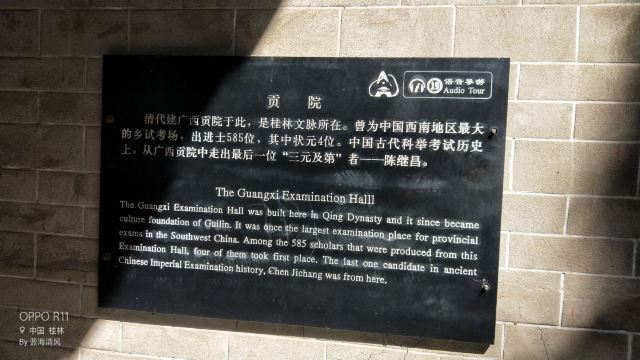 19 语音导游
Audio Tour
贡 院
清代建广西贡院于此，是桂林文脉所在。曾为中国西南地区最大
的乡试考场，出进士585位，其中状元4位。中国古代科举考试历史
上，从广西贡院中走出最后一位“三元及第”者——陈继昌。
The Guangxi Examination Halll
The Guangxi Examination Hall was built here in Qing Dynasty and it since became
culture foundation of Guilin. It was once the largest examination place for provincial
exams in the Southwest China. Among the 585 scholars that were produced from this
Examination Hall, four of them took first place. The last one candidate in ancient
Chinese Imperial Examination history, Chen Jichang was from here.
OPPO R11
中国 桂林
By 蓝海清风